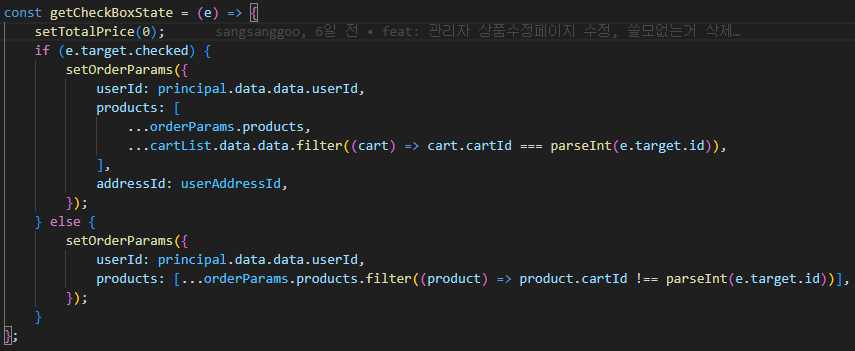 const getCheckBoxState = (e) => {
    setTotalPrice(0);       sangsanggoo, 6일 전 • feat: 관리자 상품수정페이지 수정, 쓸모없는거 삭제…
    if (e.target.checked) {
        setOrderParams({
            userId: principal.data.data.userId,
            products: [
                ...orderParams.products,
                ...cartList.data.data.filter((cart) => cart.cartId === parseInt(e.target.id)),
            ],
            addressId: userAddressId,
        });
    } else {
        setOrderParams({
            userId: principal.data.data.userId,
            products: [...orderParams.products.filter((product) => product.cartId !== parseInt(e.target.id))],
        });
    }
};